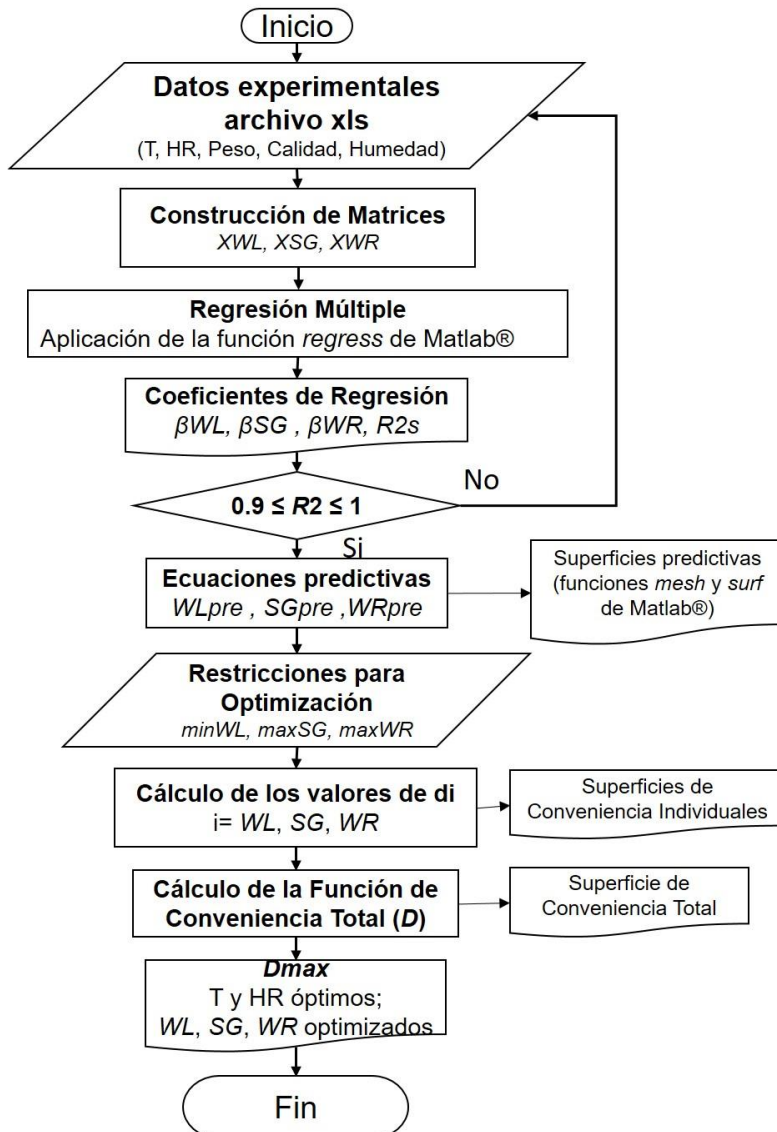 Inicio
Datos experimentales
archivo xls
(T, HR, Peso, Calidad, Humedad)
Construcción de Matrices
XWL, XSG, XWR
Regresión Múltiple
Aplicación de la función regress de Matlab®
Coeficientes de Regresión
βWL, βSG , βWR, R2s
No
0.9 ≤ R2 ≤ 1
Si
Ecuaciones predictivas
WLpre , SGpre ,WRpre
Superficies predictivas
(funciones mesh y surf
de Matlab®)
Restricciones para
Optimización
minWL, maxSG, maxWR
Cálculo de los valores de di
i= WL, SG, WR
Superficies de
Conveniencia Individuales
Cálculo de la Función de
Conveniencia Total (D)
Superficie de
Conveniencia Total
Dmax
T y HR óptimos;
WL, SG, WR optimizados
Fin